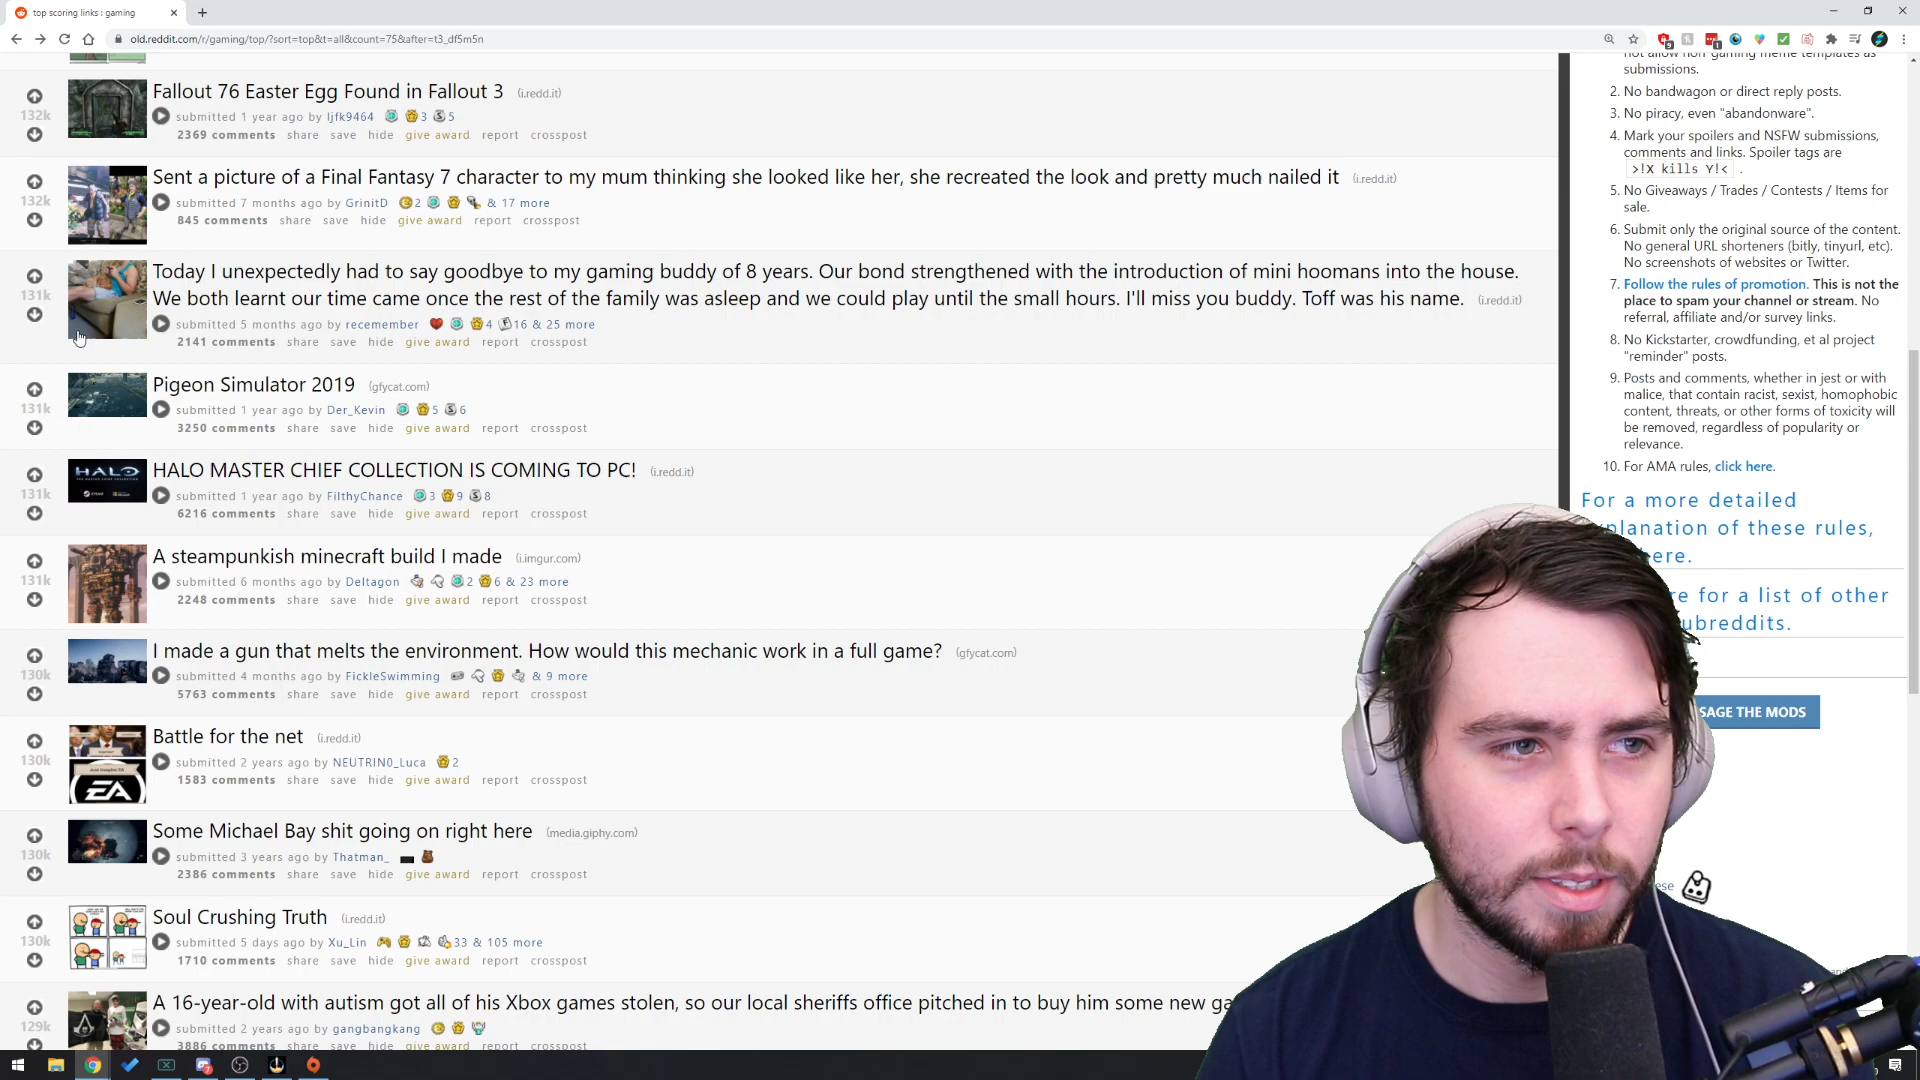 top scoring links : gaming
old.reddit.com/r/gaming/top/?sort=top&t=all&count=75&after=t3_df5m5n
132k
Fallout 76 Easter Egg Found in Fallout 3 (i.redd.it)
submitted 1 year ago by ljfk9464 3 5
2369 comments share save hide give award report crosspost
132k
Sent a picture of a Final Fantasy 7 character to my mum thinking she looked like her, she recreated the look and pretty much nailed it (i.redd.it)
submitted 7 months ago by GrinitD 2 & 17 more
845 comments share save hide give award report crosspost
131k
Today I unexpectedly had to say goodbye to my gaming buddy of 8 years. Our bond strengthened with the introduction of mini hoomans into the house.
We both learnt our time came once the rest of the family was asleep and we could play until the small hours. I'll miss you buddy. Toff was his name. (i.redd.it)
submitted 5 months ago by recemember 4 16 & 25 more
2141 comments share save hide give award report crosspost
131k
Pigeon Simulator 2019 (gfycat.com)
submitted 1 year ago by Der_Kevin 5 6
3250 comments share save hide give award report crosspost
131k
HALO
HALO MASTER CHIEF COLLECTION IS COMING TO PC! (i.redd.it)
submitted 1 year ago by FilthyChance 3 9 8
6216 comments share save hide give award report crosspost
131k
A steampunkish minecraft build I made (i.imgur.com)
submitted 6 months ago by Deltagon 2 6 & 23 more
2248 comments share save hide give award report crosspost
130k
I made a gun that melts the environment. How would this mechanic work in a full game? (gfycat.com)
submitted 4 months ago by FickleSwimming & 9 more
5763 comments share save hide give award report crosspost
130k
EA
Battle for the net (i.redd.it)
submitted 2 years ago by NEUTRIN0_Luca 2
1583 comments share save hide give award report crosspost
130k
Some Michael Bay shit going on right here (media.giphy.com)
submitted 3 years ago by Thatman_
2386 comments share save hide give award report crosspost
130k
Soul Crushing Truth (i.redd.it)
submitted 5 days ago by Xu_Lin 33 & 105 more
1710 comments share save hide give award report crosspost
129k
A 16-year-old with autism got all of his Xbox games stolen, so our local sheriffs office pitched in to buy him some new ga
submitted 2 years ago by gangbangkang
3886 comments share save hide give award report crosspost
not allow non-gaming meme templates as
submissions.
2. No bandwagon or direct reply posts.
3. No piracy, even "abandonware".
4. Mark your spoilers and NSFW submissions,
comments and links. Spoiler tags are
>!X kills Y!< .
5. No Giveaways / Trades / Contests / Items for
sale.
6. Submit only the original source of the content.
No general URL shorteners (bitly, tinyurl, etc).
No screenshots of websites or Twitter.
7. Follow the rules of promotion. This is not the
place to spam your channel or stream. No
referral, affiliate and/or survey links.
8. No Kickstarter, crowdfunding, et al project
"reminder" posts.
9. Posts and comments, whether in jest or with
malice, that contain racist, sexist, homophobic
content, threats, or other forms of toxicity will
be removed, regardless of popularity or
relevance.
10. For AMA rules, click here.
For a more detailed
planation of these rules,
here.
re for a list of other
ubreddits.
SAGE THE MODS
ese